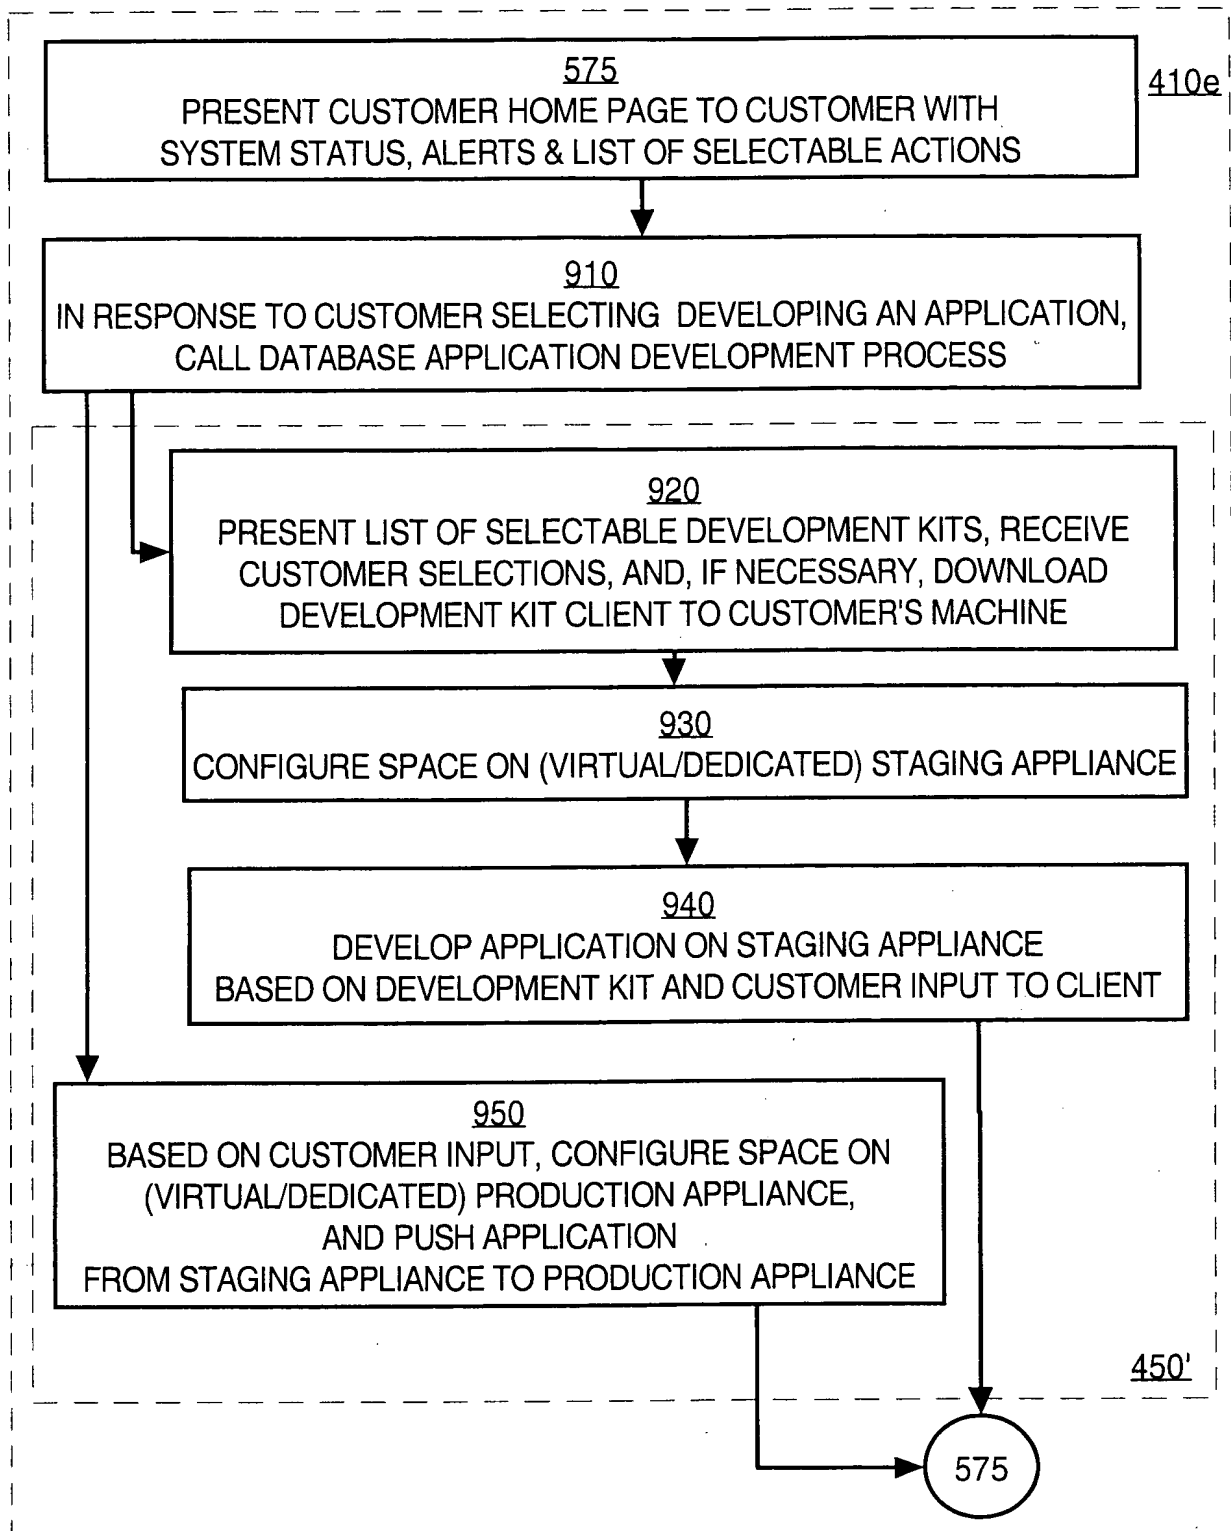 575
PRESENT CUSTOMER HOME PAGE TO CUSTOMER WITH
SYSTEM STATUS, ALERTS & LIST OF SELECTABLE ACTIONS
410e
910
IN RESPONSE TO CUSTOMER SELECTING DEVELOPING AN APPLICATION,
CALL DATABASE APPLICATION DEVELOPMENT PROCESS
920
PRESENT LIST OF SELECTABLE DEVELOPMENT KITS, RECEIVE
CUSTOMER SELECTIONS, AND, IF NECESSARY, DOWNLOAD
DEVELOPMENT KIT CLIENT TO CUSTOMER'S MACHINE
930
CONFIGURE SPACE ON (VIRTUAL/DEDICATED) STAGING APPLIANCE
940
DEVELOP APPLICATION ON STAGING APPLIANCE
BASED ON DEVELOPMENT KIT AND CUSTOMER INPUT TO CLIENT
950
BASED ON CUSTOMER INPUT, CONFIGURE SPACE ON
(VIRTUAL/DEDICATED) PRODUCTION APPLIANCE,
AND PUSH APPLICATION
FROM STAGING APPLIANCE TO PRODUCTION APPLIANCE
450'
575